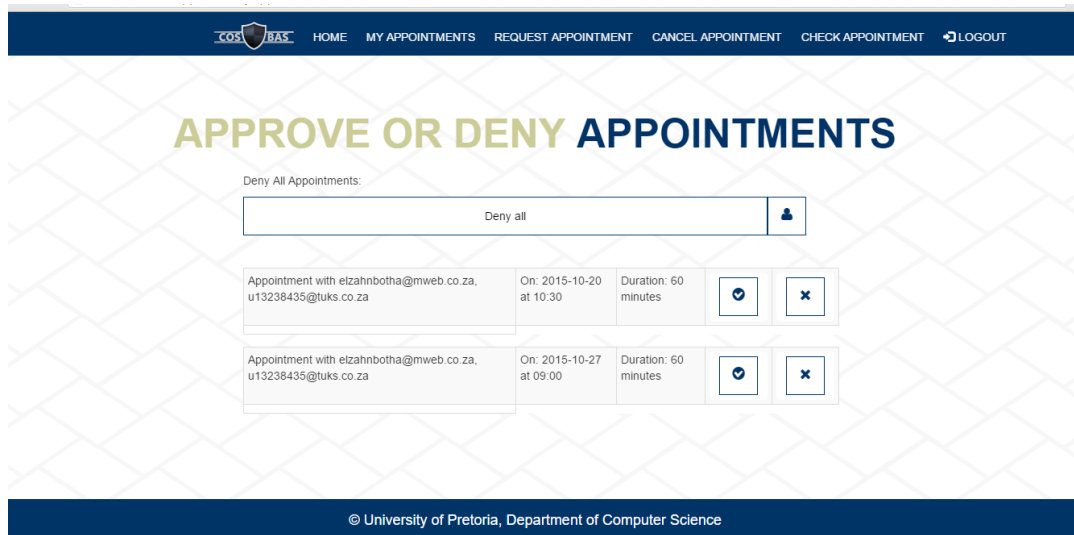 COS BAS HOME MY APPOINTMENTS REQUEST APPOINTMENT CANCEL APPOINTMENT CHECK APPOINTMENT LOGOUT
APPROVE OR DENY APPOINTMENTS
Deny All Appointments:
Deny all
Appointment with elzahnbotha@mweb.co.za, On: 2015-10-20 Duration: 60
u13238435@tuks.co.za at 10:30 minutes
Appointment with elzahnbotha@mweb.co.za, On: 2015-10-27 Duration: 60
u13238435@tuks.co.za at 09:00 minutes
© University of Pretoria, Department of Computer Science